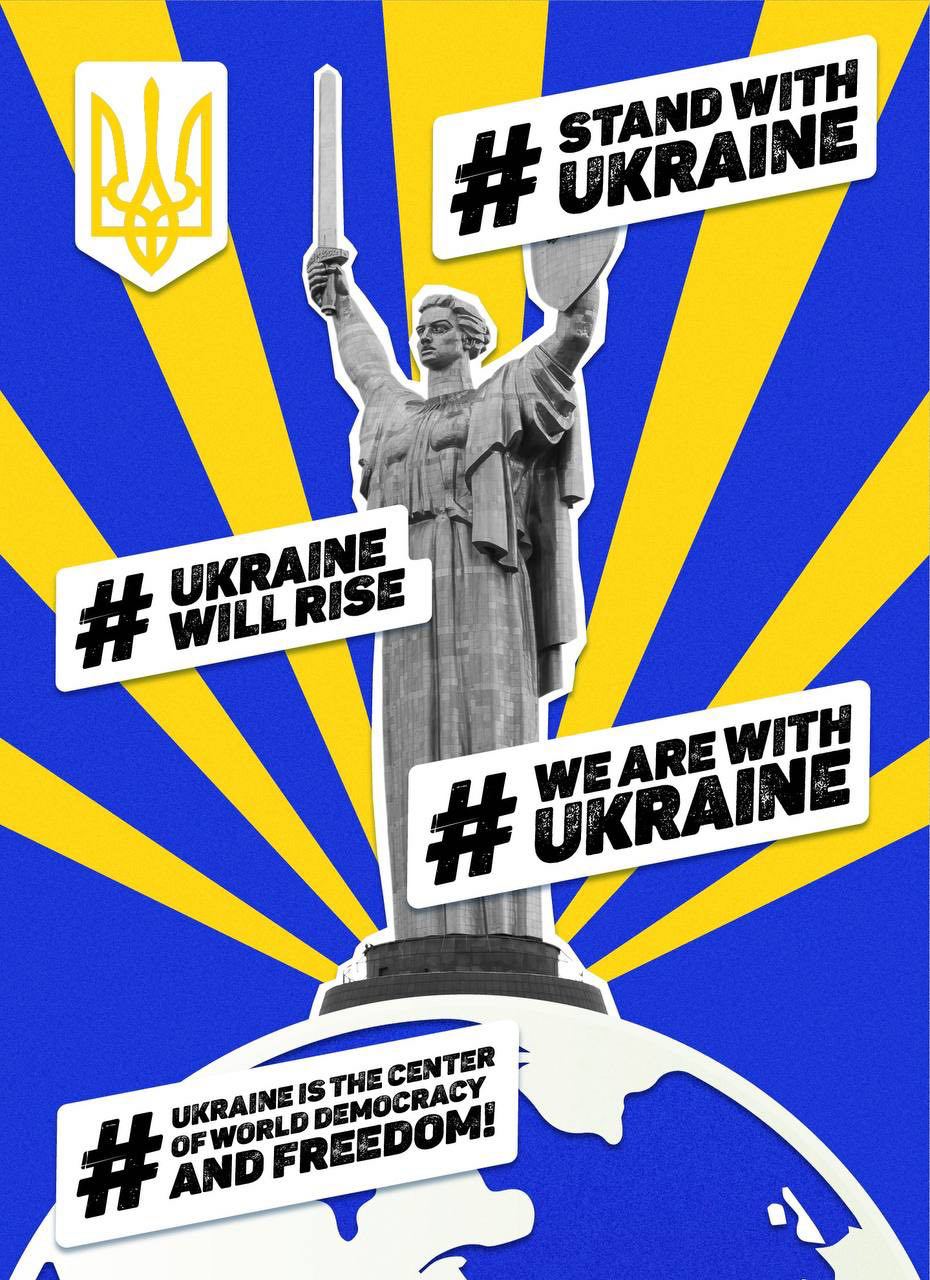 # STAND WITH
UKRAINE
# UKRAINE
WILL RISE
# WE ARE WITH
UKRAINE
# UKRAINE IS THE CENTER
OF WORLD DEMOCRACY
AND FREEDOM!